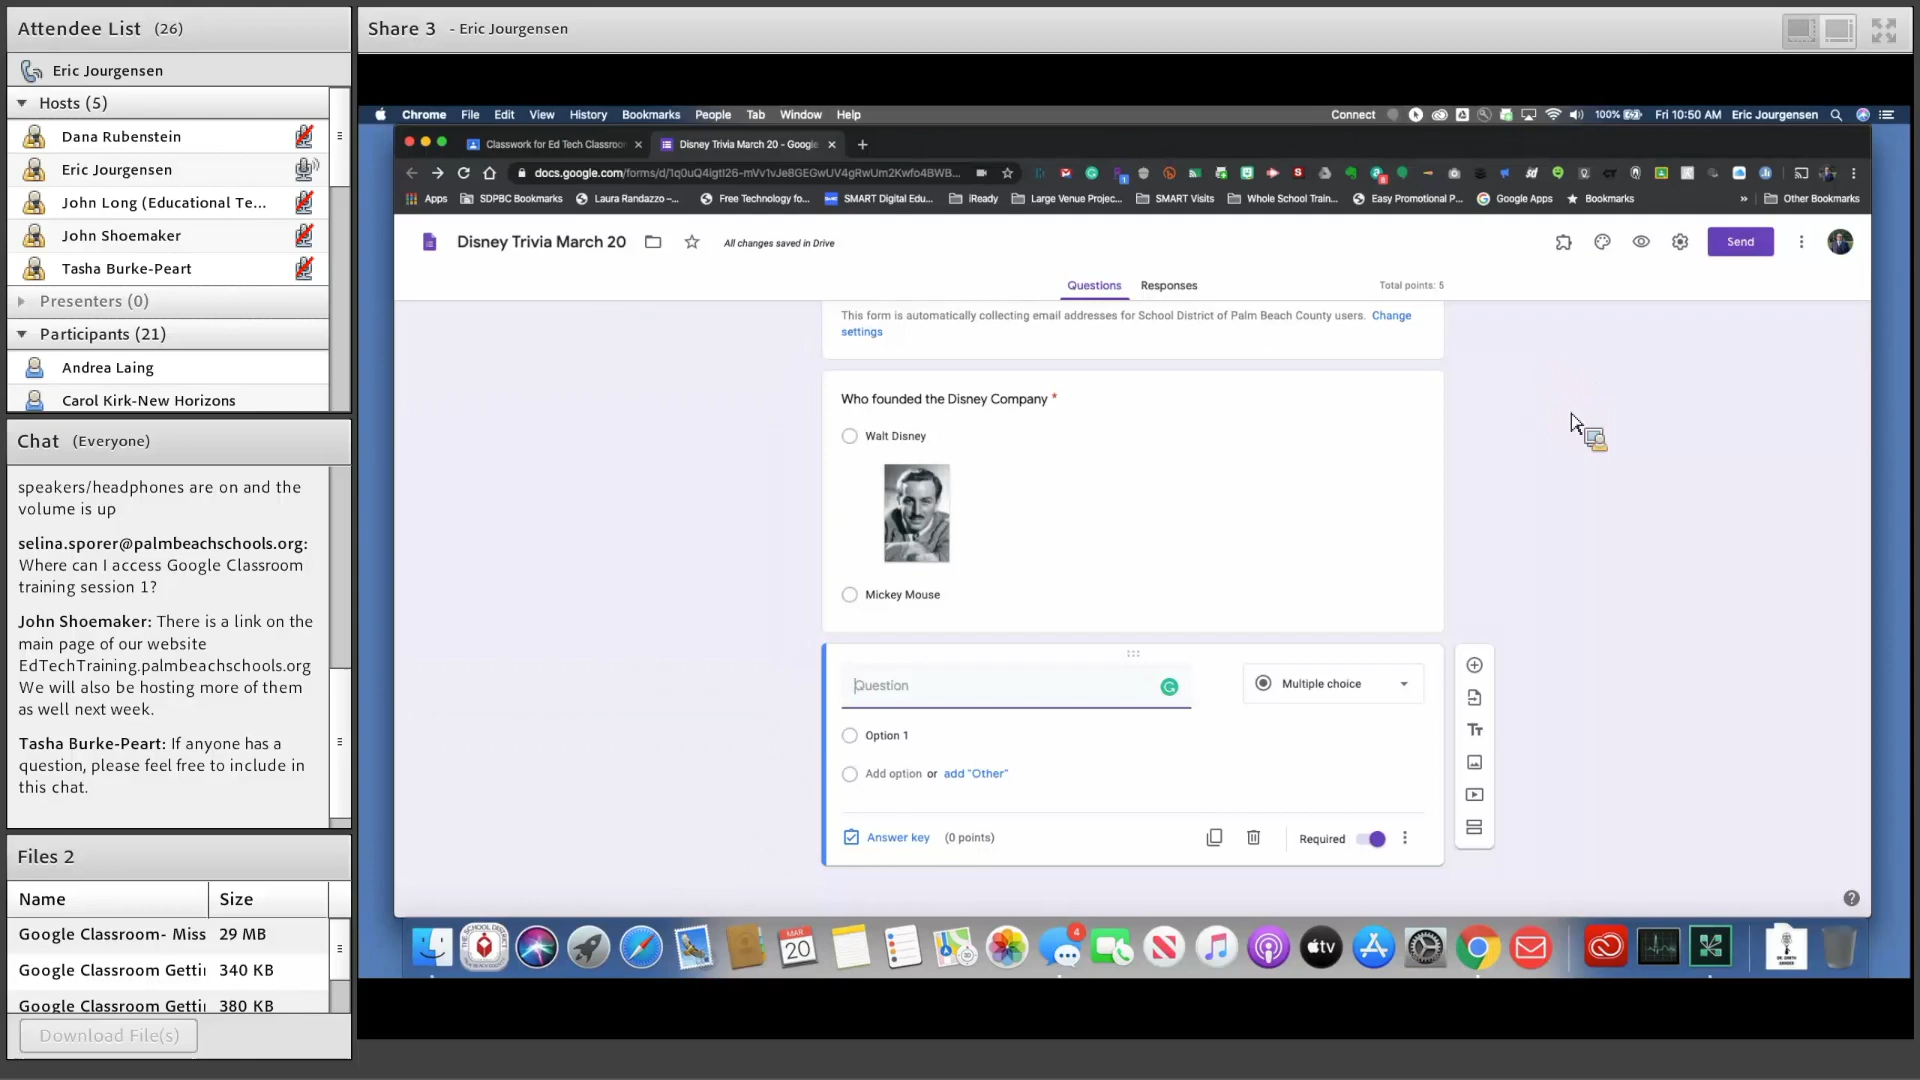 Attendee List (26)
Eric Jourgensen
Hosts (5)
Dana Rubenstein
Eric Jourgensen
John Long (Educational Te...
John Shoemaker
Tasha Burke-Peart
Presenters (0)
Participants (21)
Andrea Laing
Carol Kirk-New Horizons
Chat (Everyone)
speakers/headphones are on and the
volume is up
selina.sporer@palmbeachschools.org:
Where can I access Google Classroom
training session 1?
John Shoemaker: There is a link on the
main page of our website
EdTechTraining.palmbeachschools.org
We will also be hosting more of them
as well next week.
Tasha Burke-Peart: If anyone has a
question, please feel free to include in
this chat.
Files 2
Name Size
Google Classroom- Miss 29 MB
Google Classroom Getti 340 KB
Google Classroom Getti 380 KB
Download File(s)
Share 3 - Eric Jourgensen
Chrome File Edit View History Bookmarks People Tab Window Help
Connect 100% Fri 10:50 AM Eric Jourgensen
Classwork for Ed Tech Classroo
Disney Trivia March 20 - Google
Apps SDPBC Bookmarks Laura Randazzo –... Free Technology fo... SMART Digital Edu... iReady Large Venue Projec... SMART Visits Whole School Train... Easy Promotional P... Google Apps Bookmarks » Other Bookmarks
Disney Trivia March 20
All changes saved in Drive
Send
Questions Responses
Total points: 5
This form is automatically collecting email addresses for School District of Palm Beach County users. Change
settings
Who founded the Disney Company *
Walt Disney
Mickey Mouse
Question
Multiple choice
Option 1
Add option or add "Other"
Answer key (0 points)
Required
MAR
20
4
tv